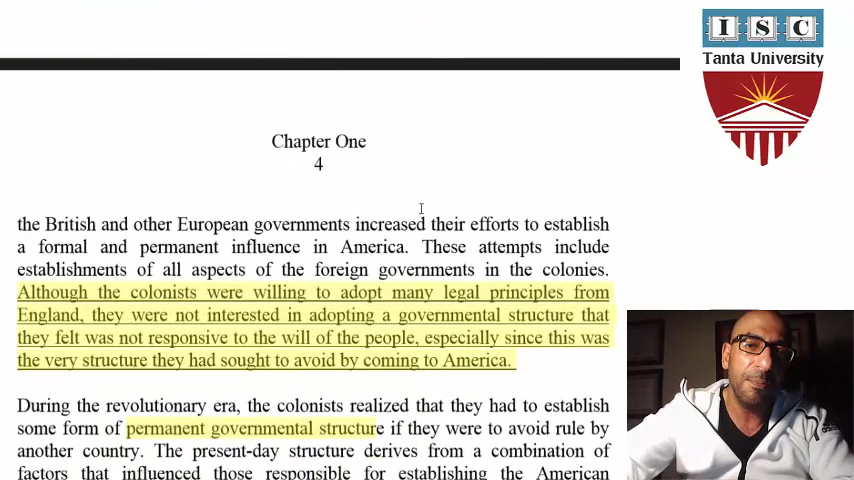 I S C
Tanta University
Chapter One
4
the British and other European governments increased their efforts to establish
a formal and permanent influence in America. These attempts include
establishments of all aspects of the foreign governments in the colonies.
Although the colonists were willing to adopt many legal principles from
England, they were not interested in adopting a governmental structure that
they felt was not responsive to the will of the people, especially since this was
the very structure they had sought to avoid by coming to America.
During the revolutionary era, the colonists realized that they had to establish
some form of permanent governmental structure if they were to avoid rule by
another country. The present-day structure derives from a combination of
factors that influenced those responsible for establishing the American